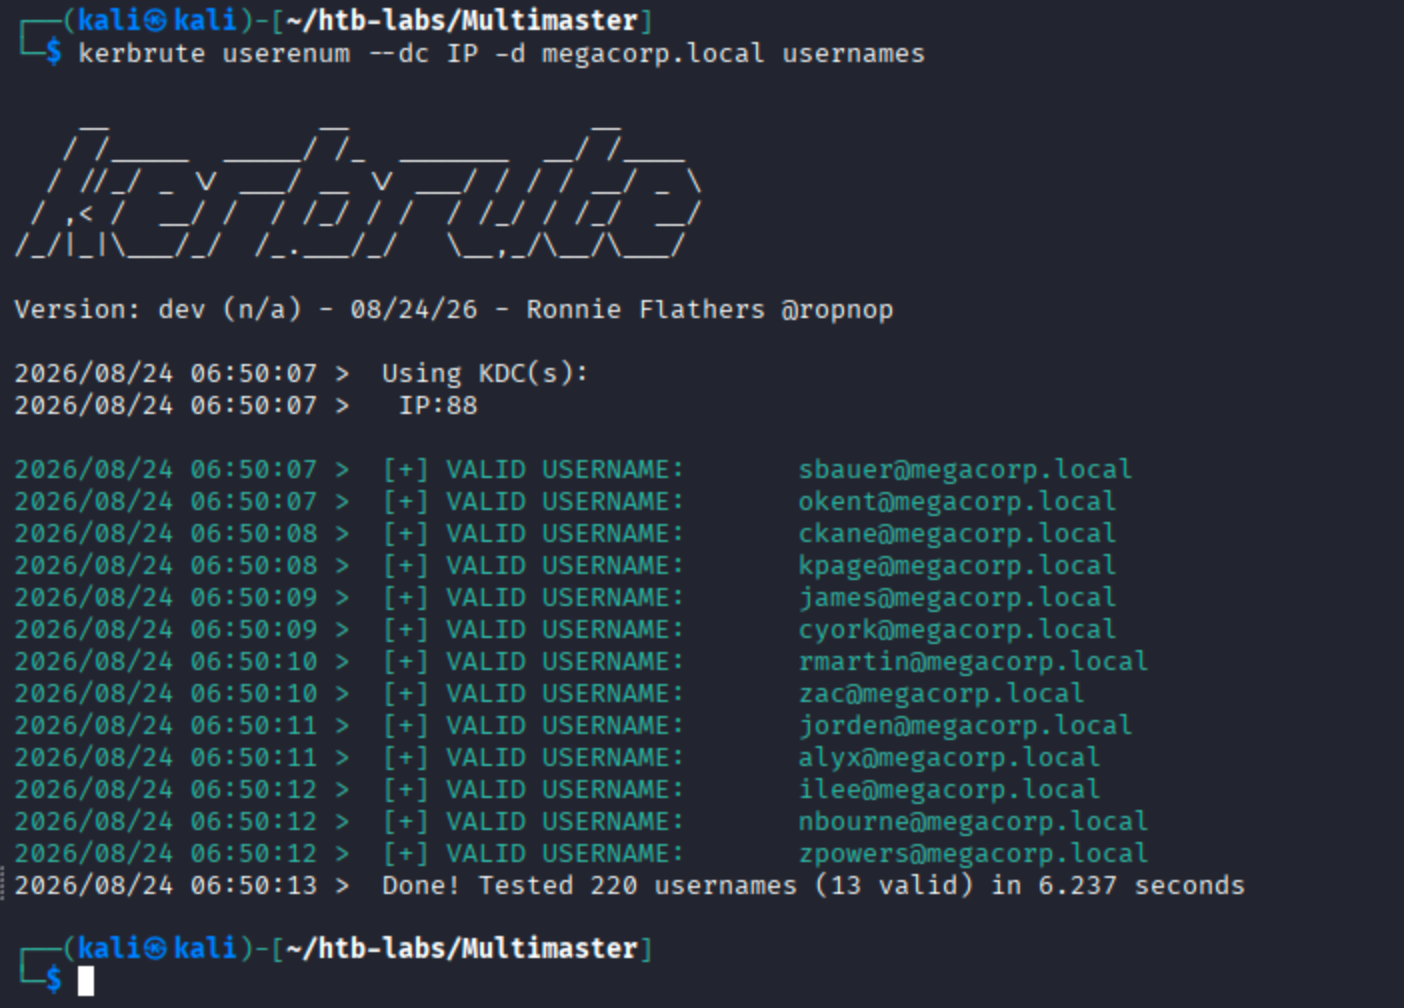 ┌──(kali㉿kali)-[~/htb-labs/Multimaster]
└─$ kerbrute userenum --dc IP -d megacorp.local usernames
kerbrute
Version: dev (n/a) - 08/24/26 - Ronnie Flathers @ropnop
2026/08/24 06:50:07 >  Using KDC(s):
2026/08/24 06:50:07 >   IP:88
2026/08/24 06:50:07 >  [+] VALID USERNAME:       sbauer@megacorp.local
2026/08/24 06:50:07 >  [+] VALID USERNAME:       okent@megacorp.local
2026/08/24 06:50:08 >  [+] VALID USERNAME:       ckane@megacorp.local
2026/08/24 06:50:08 >  [+] VALID USERNAME:       kpage@megacorp.local
2026/08/24 06:50:09 >  [+] VALID USERNAME:       james@megacorp.local
2026/08/24 06:50:09 >  [+] VALID USERNAME:       cyork@megacorp.local
2026/08/24 06:50:10 >  [+] VALID USERNAME:       rmartin@megacorp.local
2026/08/24 06:50:10 >  [+] VALID USERNAME:       zac@megacorp.local
2026/08/24 06:50:11 >  [+] VALID USERNAME:       jorden@megacorp.local
2026/08/24 06:50:11 >  [+] VALID USERNAME:       alyx@megacorp.local
2026/08/24 06:50:12 >  [+] VALID USERNAME:       ilee@megacorp.local
2026/08/24 06:50:12 >  [+] VALID USERNAME:       nbourne@megacorp.local
2026/08/24 06:50:12 >  [+] VALID USERNAME:       zpowers@megacorp.local
2026/08/24 06:50:13 >  Done! Tested 220 usernames (13 valid) in 6.237 seconds
┌──(kali㉿kali)-[~/htb-labs/Multimaster]
└─$